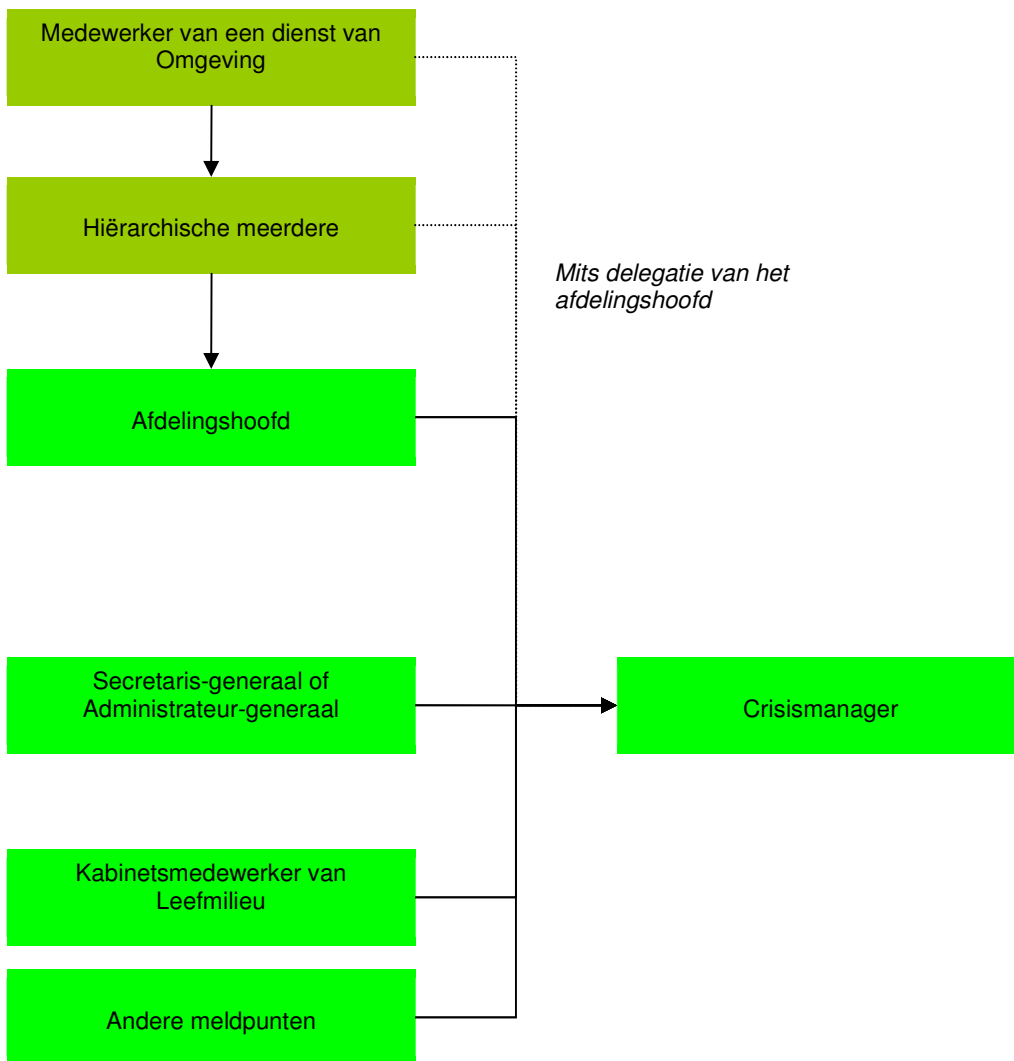 Medewerker van een dienst van
Omgeving
Hiërarchische meerdere
Mits delegatie van het
afdelingshoofd
Afdelingshoofd
Secretaris-generaal of
Administrateur-generaal
Crisismanager
Kabinetsmedewerker van
Leefmilieu
Andere meldpunten